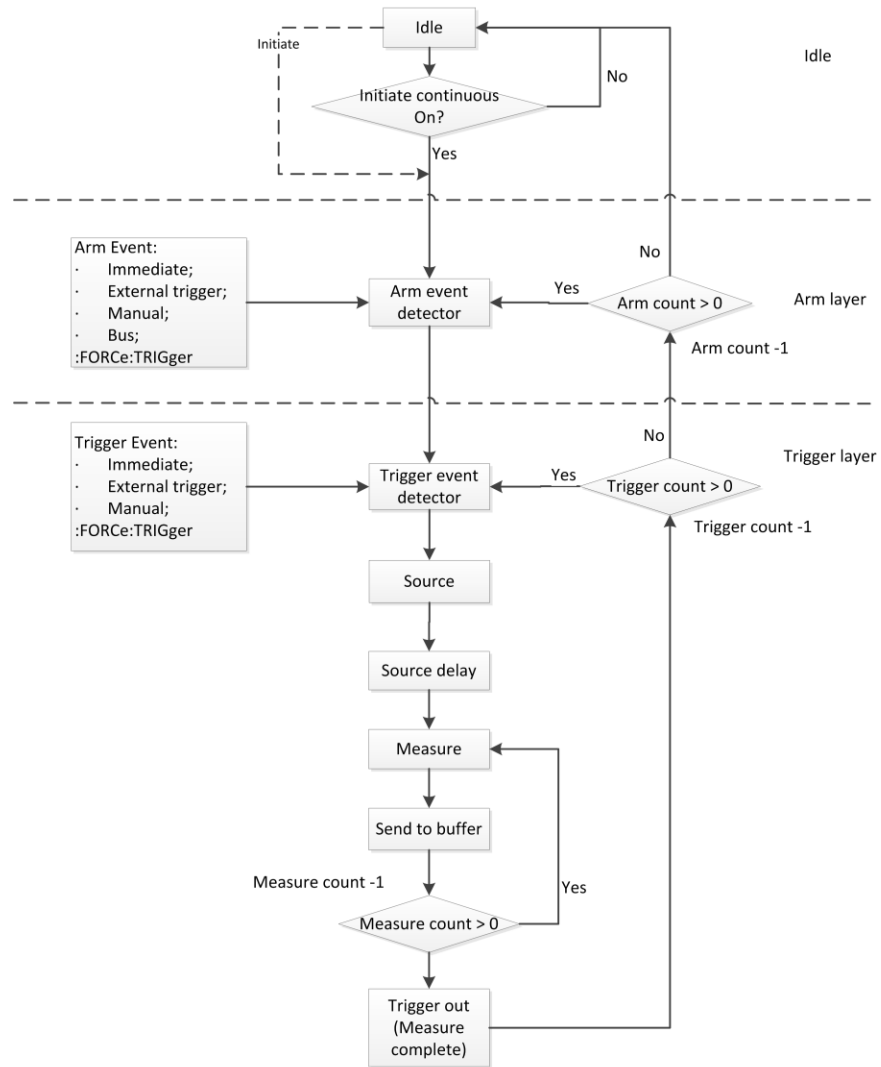 Idle
Initiate
Idle
Initiate continuous
On?
No
Yes
Arm Event:
· Immediate;
· External trigger;
· Manual;
· Bus;
:FORCe:TRIGger
Arm event
detector
Yes
No
Arm count > 0
Arm layer
Arm count -1
Trigger Event:
· Immediate;
· External trigger;
· Manual;
:FORCe:TRIGger
Trigger event
detector
Yes
No
Trigger count > 0
Trigger layer
Trigger count -1
Source
Source delay
Measure
Send to buffer
Measure count -1
Yes
Measure count > 0
Trigger out
(Measure
complete)